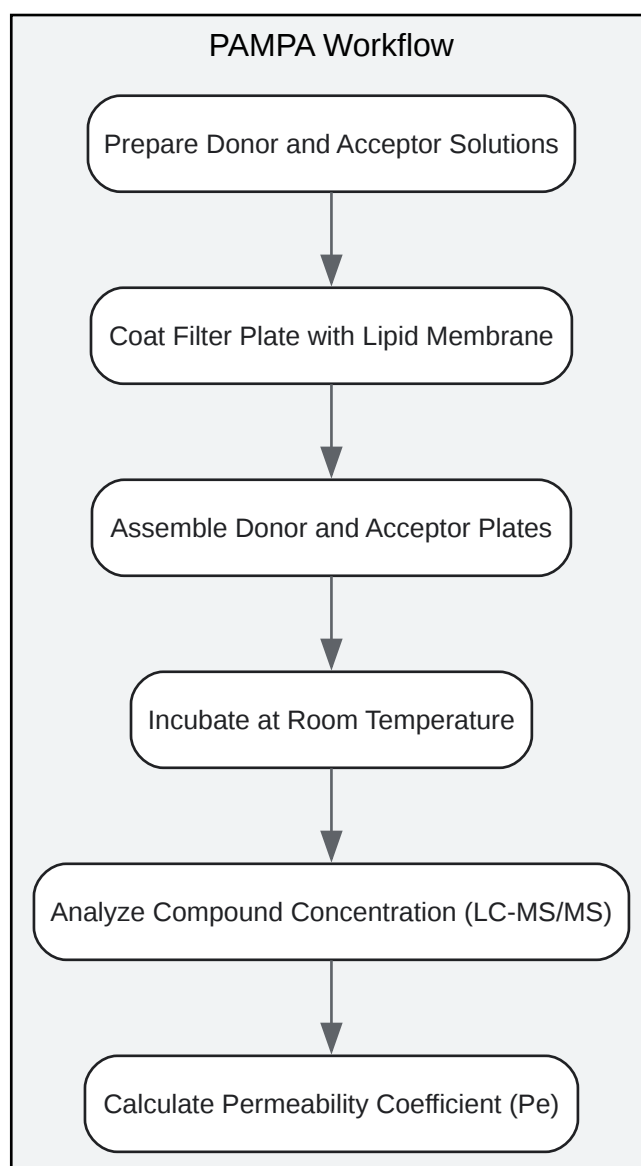 PAMPA Workflow
Prepare Donor and Acceptor Solutions
Coat Filter Plate with Lipid Membrane
Assemble Donor and Acceptor Plates
Incubate at Room Temperature
Analyze Compound Concentration (LC-MS/MS)
Calculate Permeability Coefficient (Pe)